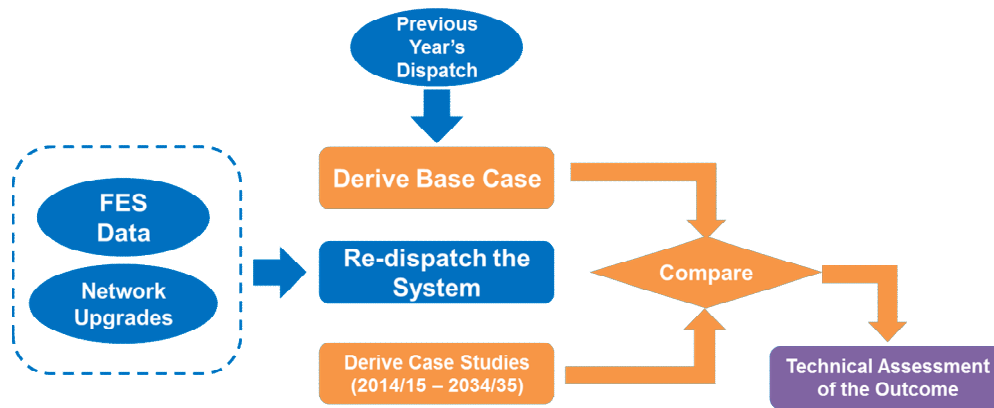 Previous
Year's
Dispatch
Derive Base Case
FES
Data
Network
Upgrades
Re-dispatch the
System
Compare
Derive Case Studies
(2014/15 – 2034/35)
Technical Assessment
of the Outcome